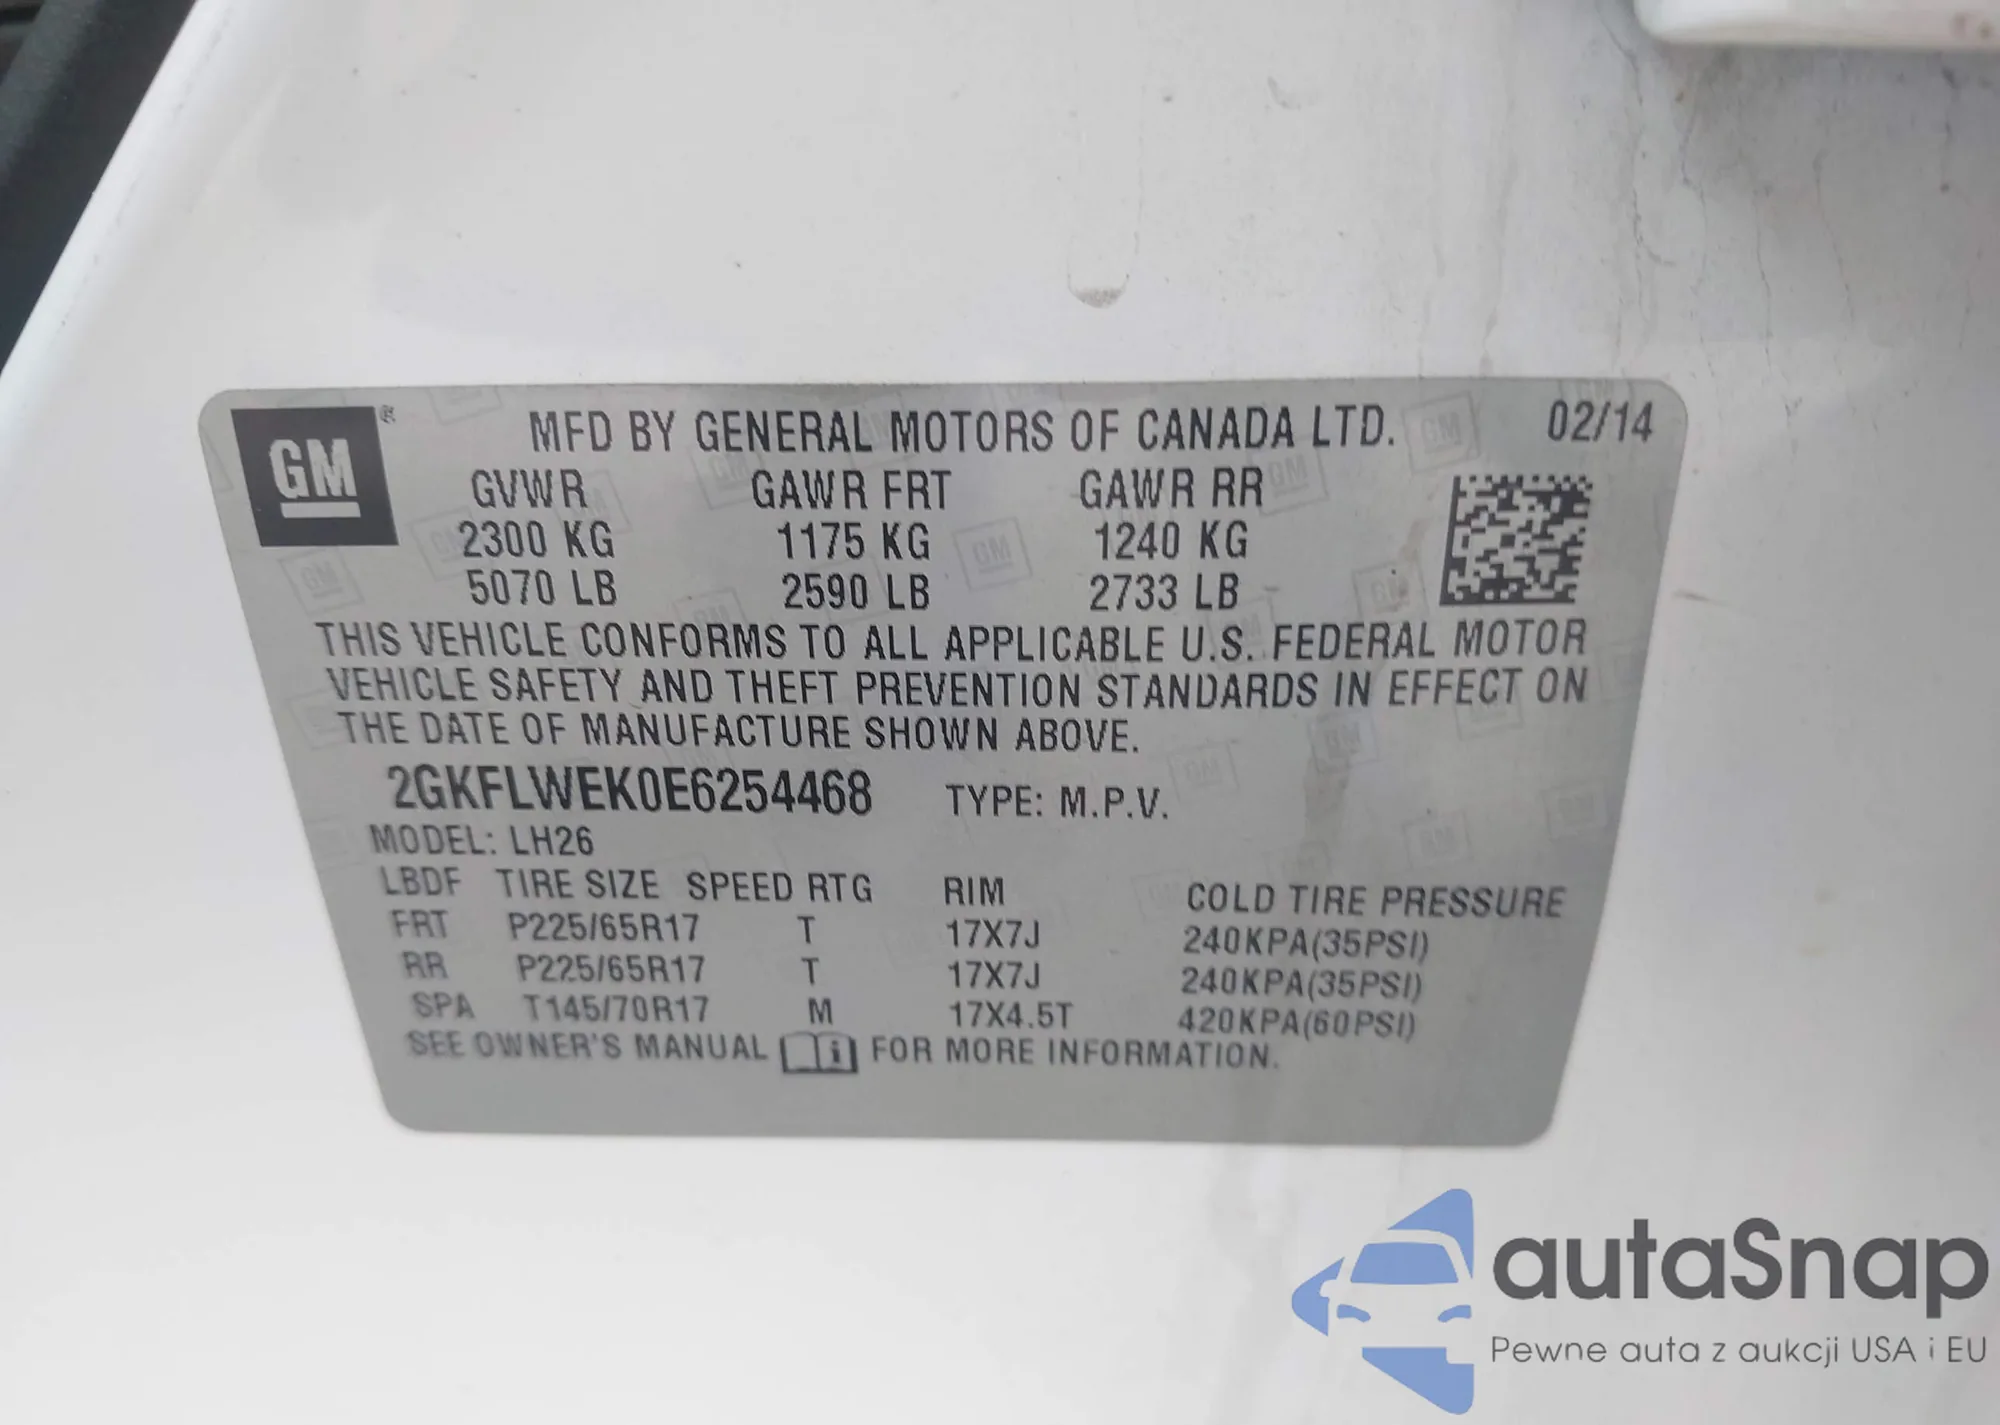 GM ®
MFD BY GENERAL MOTORS OF CANADA LTD. 02/14
GVWR GAWR FRT GAWR RR
2300 KG 1175 KG 1240 KG
5070 LB 2590 LB 2733 LB
THIS VEHICLE CONFORMS TO ALL APPLICABLE U.S. FEDERAL MOTOR
VEHICLE SAFETY AND THEFT PREVENTION STANDARDS IN EFFECT ON
THE DATE OF MANUFACTURE SHOWN ABOVE.
2GKFLWEK0E6254468 TYPE: M.P.V.
MODEL: LH26
LBDF TIRE SIZE SPEED RTG RIM COLD TIRE PRESSURE
FRT P225/65R17 T 17X7J 240KPA(35PSI)
RR P225/65R17 T 17X7J 240KPA(35PSI)
SPA T145/70R17 M 17X4.5T 420KPA(60PSI)
SEE OWNER'S MANUAL i FOR MORE INFORMATION.
autaSnap
Pewne auta z aukcji USA i EU